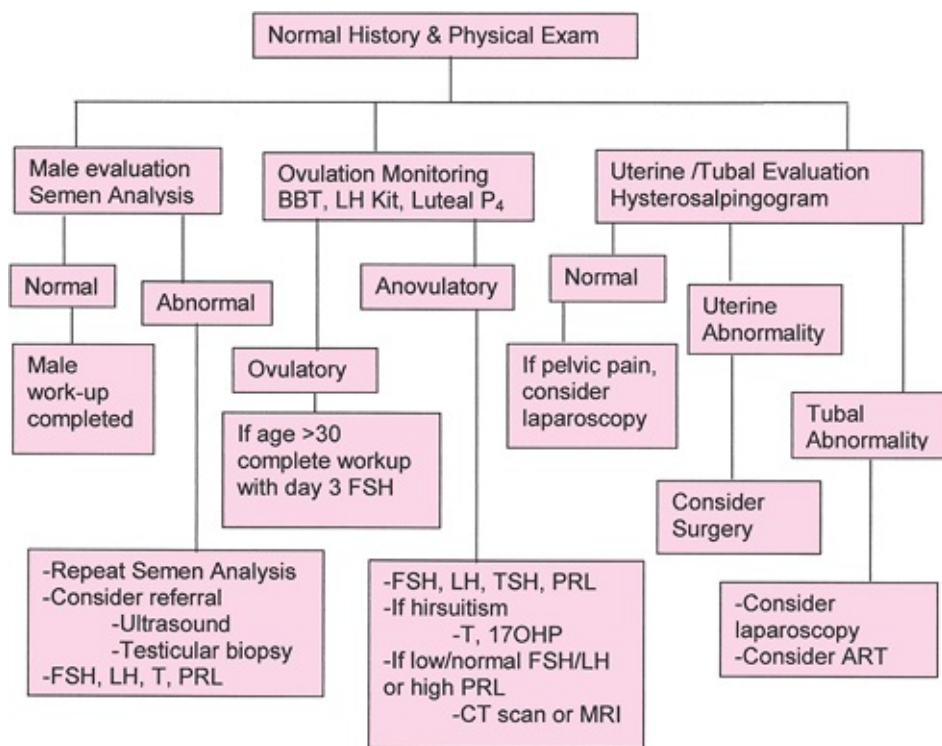 Normal History & Physical Exam
Male evaluation
Semen Analysis
Ovulation Monitoring
BBT, LH Kit, Luteal P₄
Uterine /Tubal Evaluation
Hysterosalpingogram
Normal
Abnormal
Anovulatory
Normal
Uterine
Abnormality
Male
work-up
completed
Ovulatory
If pelvic pain,
consider
laparoscopy
Tubal
Abnormality
If age >30
complete workup
with day 3 FSH
Consider
Surgery
-Repeat Semen Analysis
-Consider referral
-Ultrasound
-Testicular biopsy
-FSH, LH, T, PRL
-FSH, LH, TSH, PRL
-If hirsuitism
-T, 17OHP
-If low/normal FSH/LH
or high PRL
-CT scan or MRI
-Consider
laparoscopy
-Consider ART